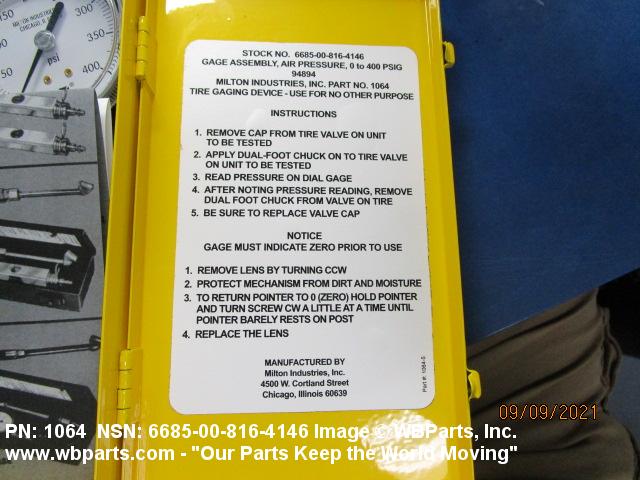 MILTON INDUSTRIES
CHICAGO, IL
300
350
400
psi
STOCK NO. 6685-00-816-4146
GAGE ASSEMBLY, AIR PRESSURE, 0 to 400 PSIG
94894
MILTON INDUSTRIES, INC. PART NO. 1064
TIRE GAGING DEVICE - USE FOR NO OTHER PURPOSE
INSTRUCTIONS
1. REMOVE CAP FROM TIRE VALVE ON UNIT
TO BE TESTED
2. APPLY DUAL-FOOT CHUCK ON TO TIRE VALVE
ON UNIT TO BE TESTED
3. READ PRESSURE ON DIAL GAGE
4. AFTER NOTING PRESSURE READING, REMOVE
DUAL FOOT CHUCK FROM VALVE ON TIRE
5. BE SURE TO REPLACE VALVE CAP
NOTICE
GAGE MUST INDICATE ZERO PRIOR TO USE
1. REMOVE LENS BY TURNING CCW
2. PROTECT MECHANISM FROM DIRT AND MOISTURE
3. TO RETURN POINTER TO 0 (ZERO) HOLD POINTER
AND TURN SCREW CW A LITTLE AT A TIME UNTIL
POINTER BARELY RESTS ON POST
4. REPLACE THE LENS
MANUFACTURED BY
Milton Industries, Inc.
4500 W. Cortland Street
Chicago, Illinois 60639
Part #: 1064-5
09/09/2021
PN: 1064 NSN: 6685-00-816-4146 Image © WBParts, Inc.
www.wbparts.com - "Our Parts Keep the World Moving"